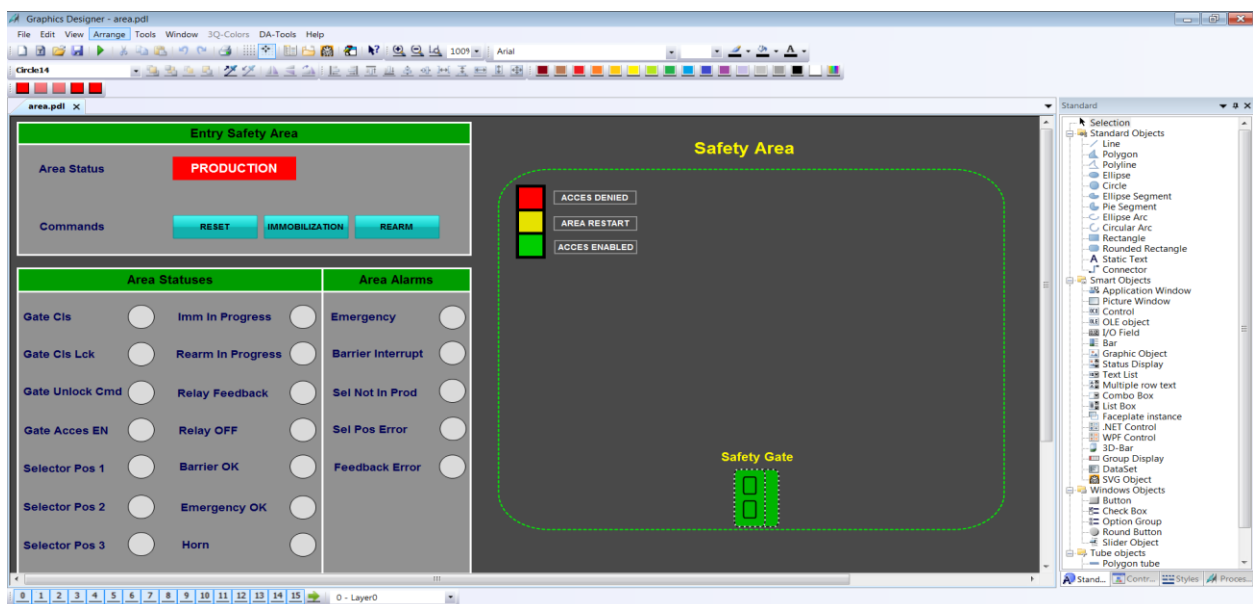 Graphics Designer - area.pdl
File Edit View Arrange Tools Window 3Q-Colors DA-Tools Help
100% Arial
Circle14
area.pdl X
Entry Safety Area
Area Status PRODUCTION
Commands RESET IMMOBILIZATION REARM
Area Statuses Area Alarms
Gate Cls Imm In Progress Emergency
Gate Cls Lck Rearm In Progress Barrier Interrupt
Gate Unlock Cmd Relay Feedback Sel Not In Prod
Gate Acces EN Relay OFF Sel Pos Error
Selector Pos 1 Barrier OK Feedback Error
Selector Pos 2 Emergency OK
Selector Pos 3 Horn
Safety Area
ACCES DENIED
AREA RESTART
ACCES ENABLED
Safety Gate
Standard
Selection
Standard Objects
Line
Polygon
Polyline
Ellipse
Circle
Ellipse Segment
Pie Segment
Ellipse Arc
Circular Arc
Rectangle
Rounded Rectangle
A Static Text
Connector
Smart Objects
Application Window
Picture Window
Control
OLE object
I/O Field
Bar
Graphic Object
Status Display
Text List
Multiple row text
Combo Box
List Box
Faceplate instance
.NET Control
WPF Control
3D-Bar
Group Display
DataSet
SVG Object
Windows Objects
Button
Check Box
Option Group
Round Button
Slider Object
Tube objects
Polygon tube
Stand... Contr... Styles Proces...
0 1 2 3 4 5 6 7 8 9 10 11 12 13 14 15 0 - Layer0